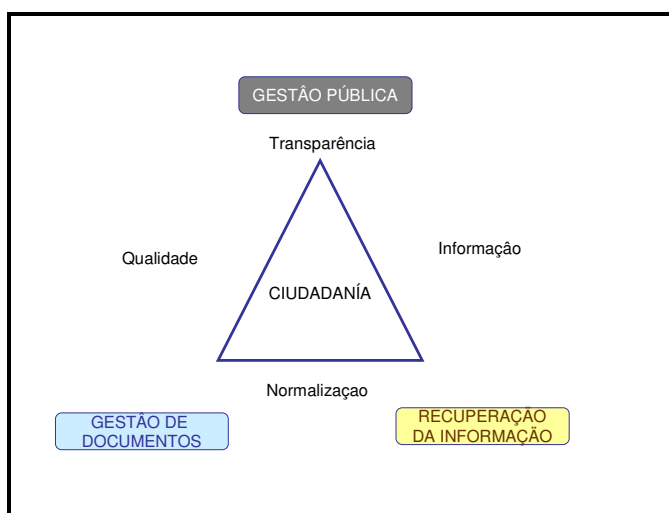 GESTÂO PÚBLICA
Transparência
Qualidade
Informaçâo
CIUDADANÍA
Normalizaçao
GESTÂO DE
DOCUMENTOS
RECUPERAÇÃO
DA INFORMAÇÃO